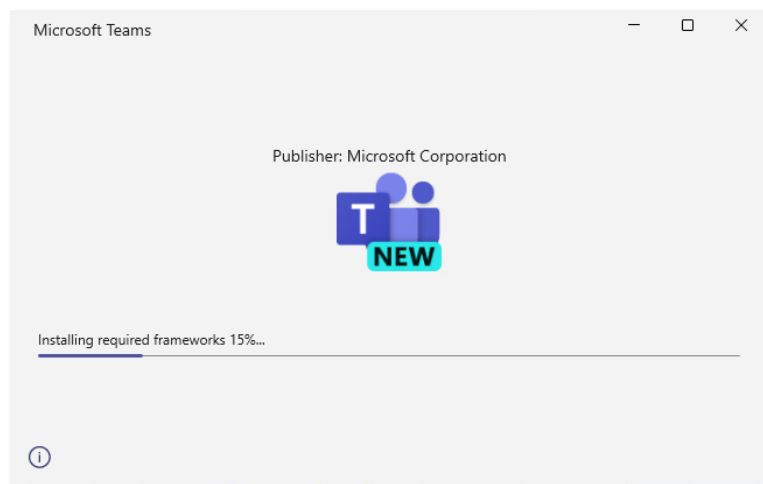 Microsoft Teams
Publisher: Microsoft Corporation
T
NEW
Installing required frameworks 15%...